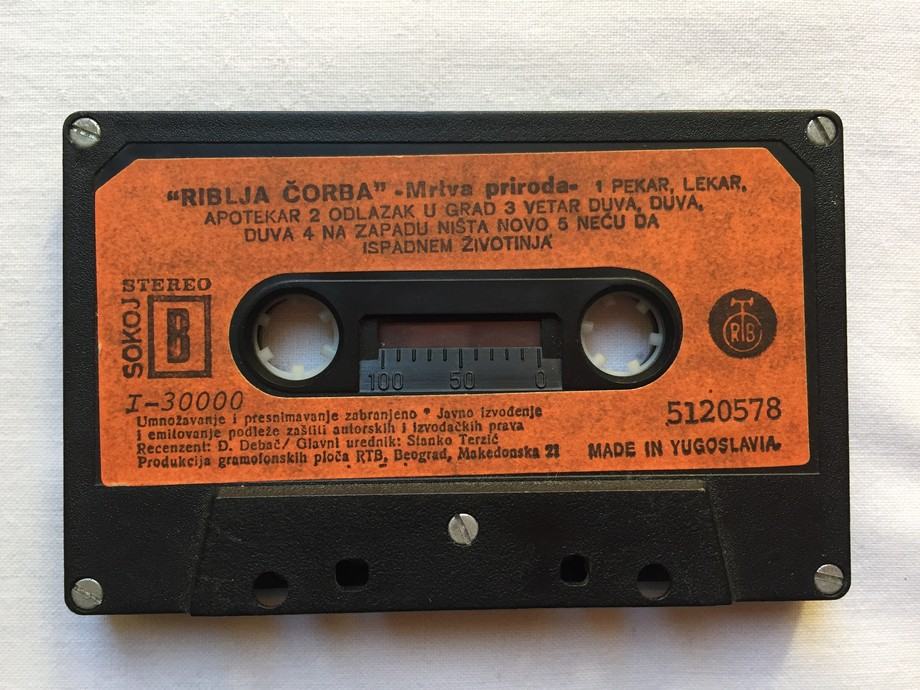 "RIBLJA ČORBA" -Mrtva priroda- 1 PEKAR, LEKAR,
APOTEKAR 2 ODLAZAK U GRAD 3 VETAR DUVA, DUVA,
DUVA 4 NA ZAPADU NIŠTA NOVO 5 NEĆU DA
ISPADNEM ŽIVOTINJA
STEREO
SOKOJ
B
RTB
100 50 0
I-30000
5120578
Umnožavanje i presnimavanje zabranjeno * Javno izvođenje
i emitovanje podleže zaštiti autorskih i izvođačkih prava
Recenzent: Đ. Debač/ Glavni urednik: Stanko Terzić
Produkcija gramofonskih ploča RTB, Beograd, Makedonska 21
MADE IN YUGOSLAVIA